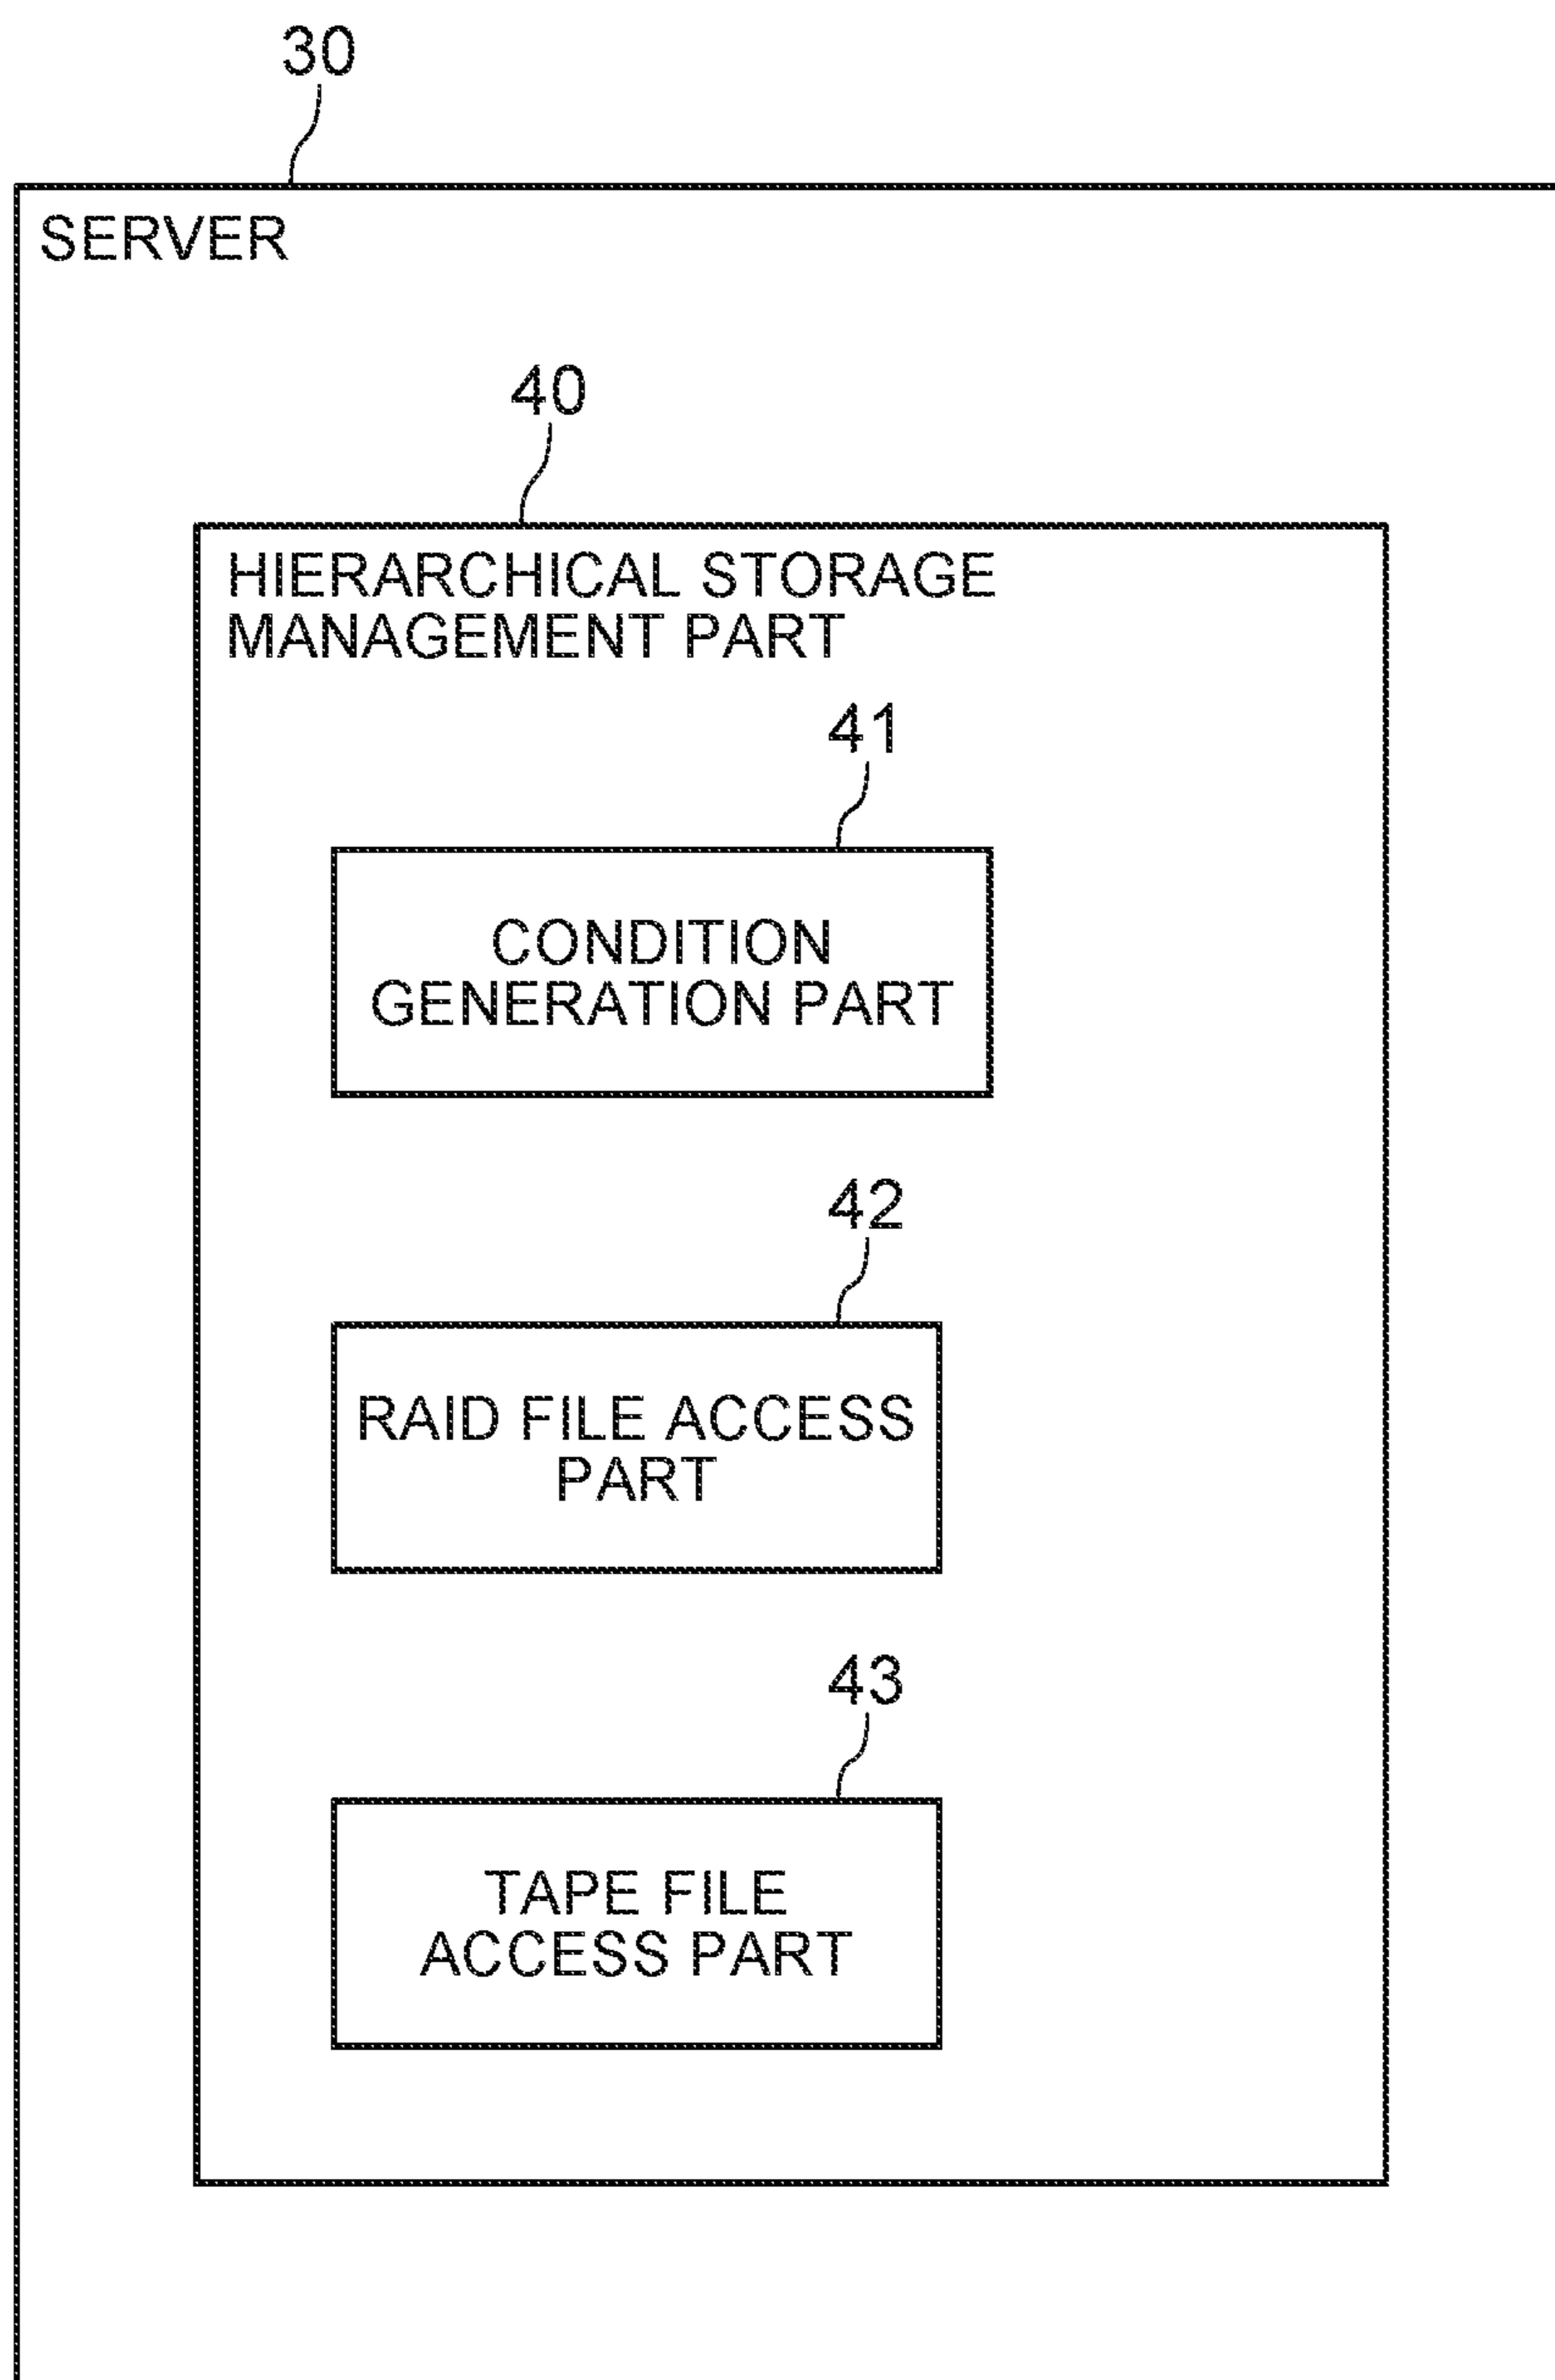 30
SERVER
40
HIERARCHICAL STORAGE
MANAGEMENT PART
41
CONDITION
GENERATION PART
42
RAID FILE ACCESS
PART
43
TAPE FILE
ACCESS PART